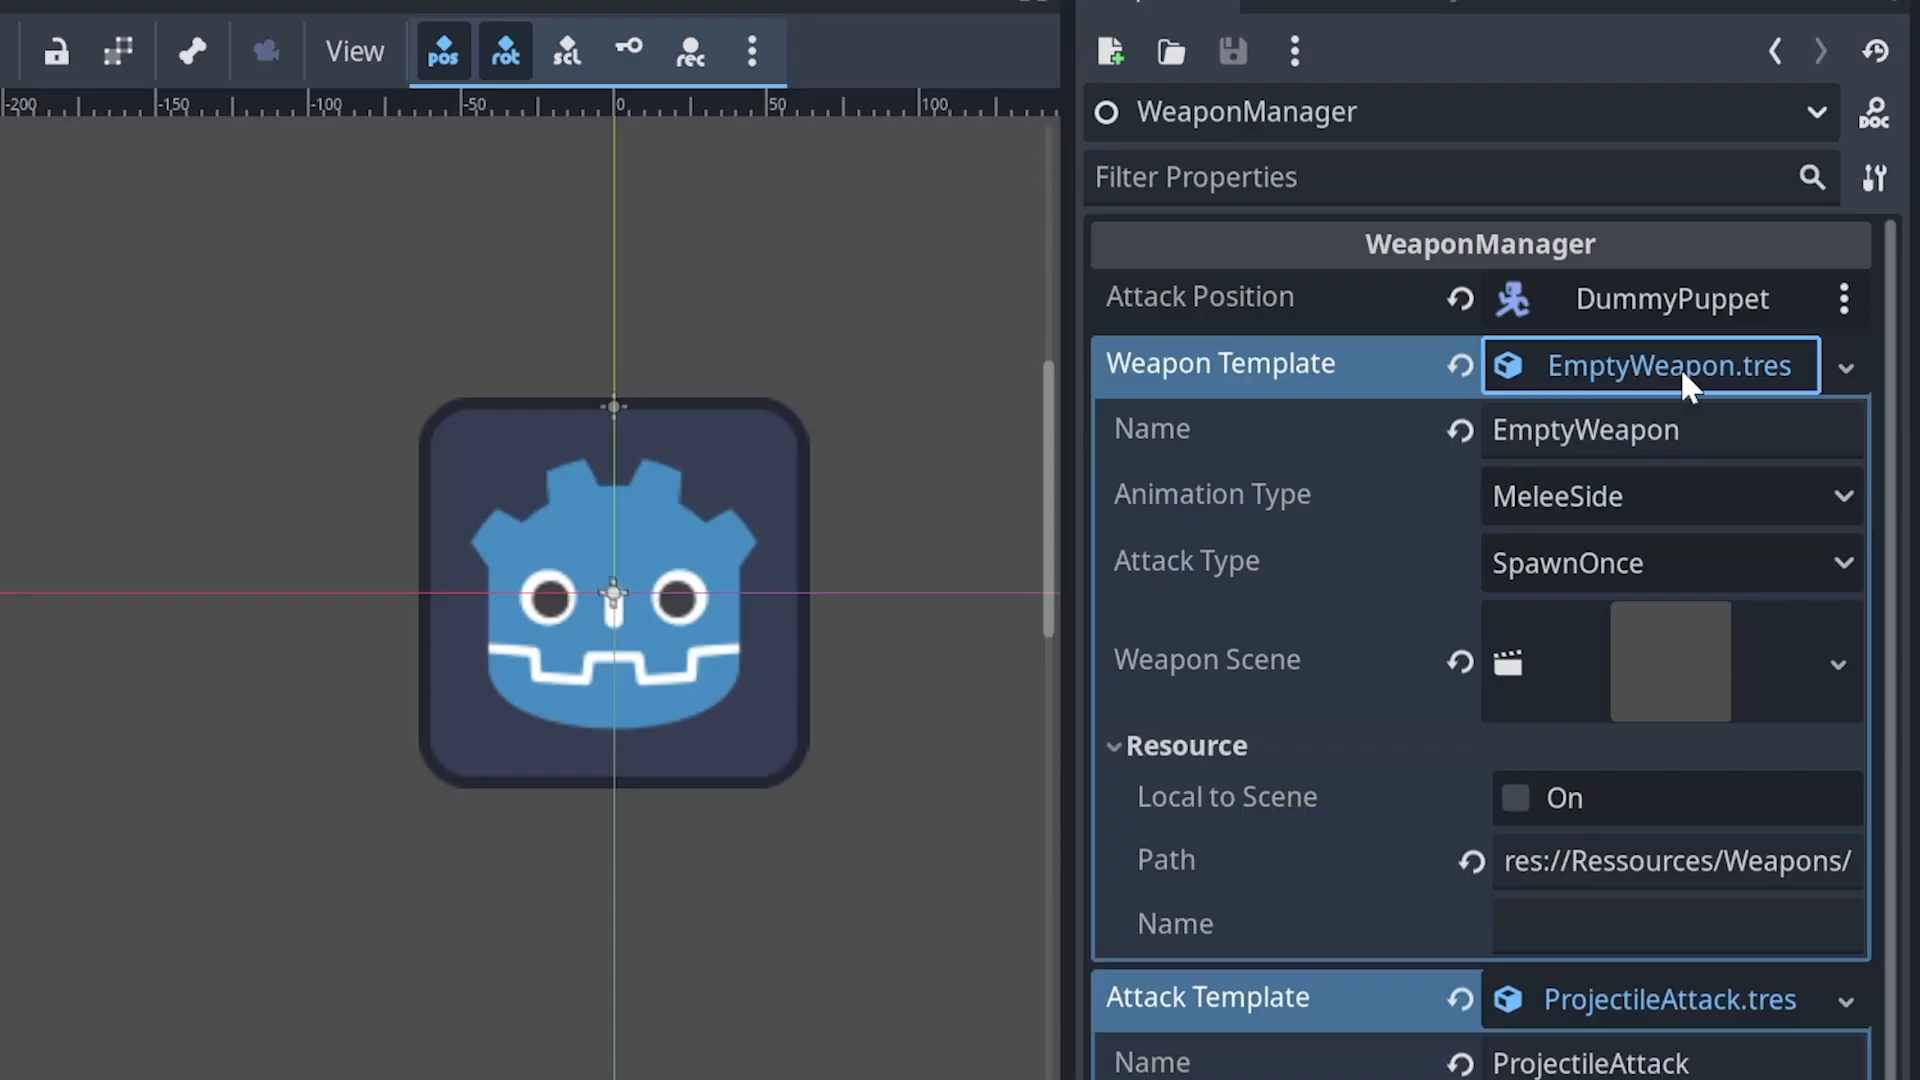 View
pos
rot
scl
rec
-200
-150
-100
-50
0
50
100
WeaponManager
DOC
Filter Properties
WeaponManager
Attack Position
DummyPuppet
Weapon Template
EmptyWeapon.tres
Name
EmptyWeapon
Animation Type
MeleeSide
Attack Type
SpawnOnce
Weapon Scene
Resource
Local to Scene
On
Path
res://Ressources/Weapons/
Name
Attack Template
ProjectileAttack.tres
Name
ProjectileAttack